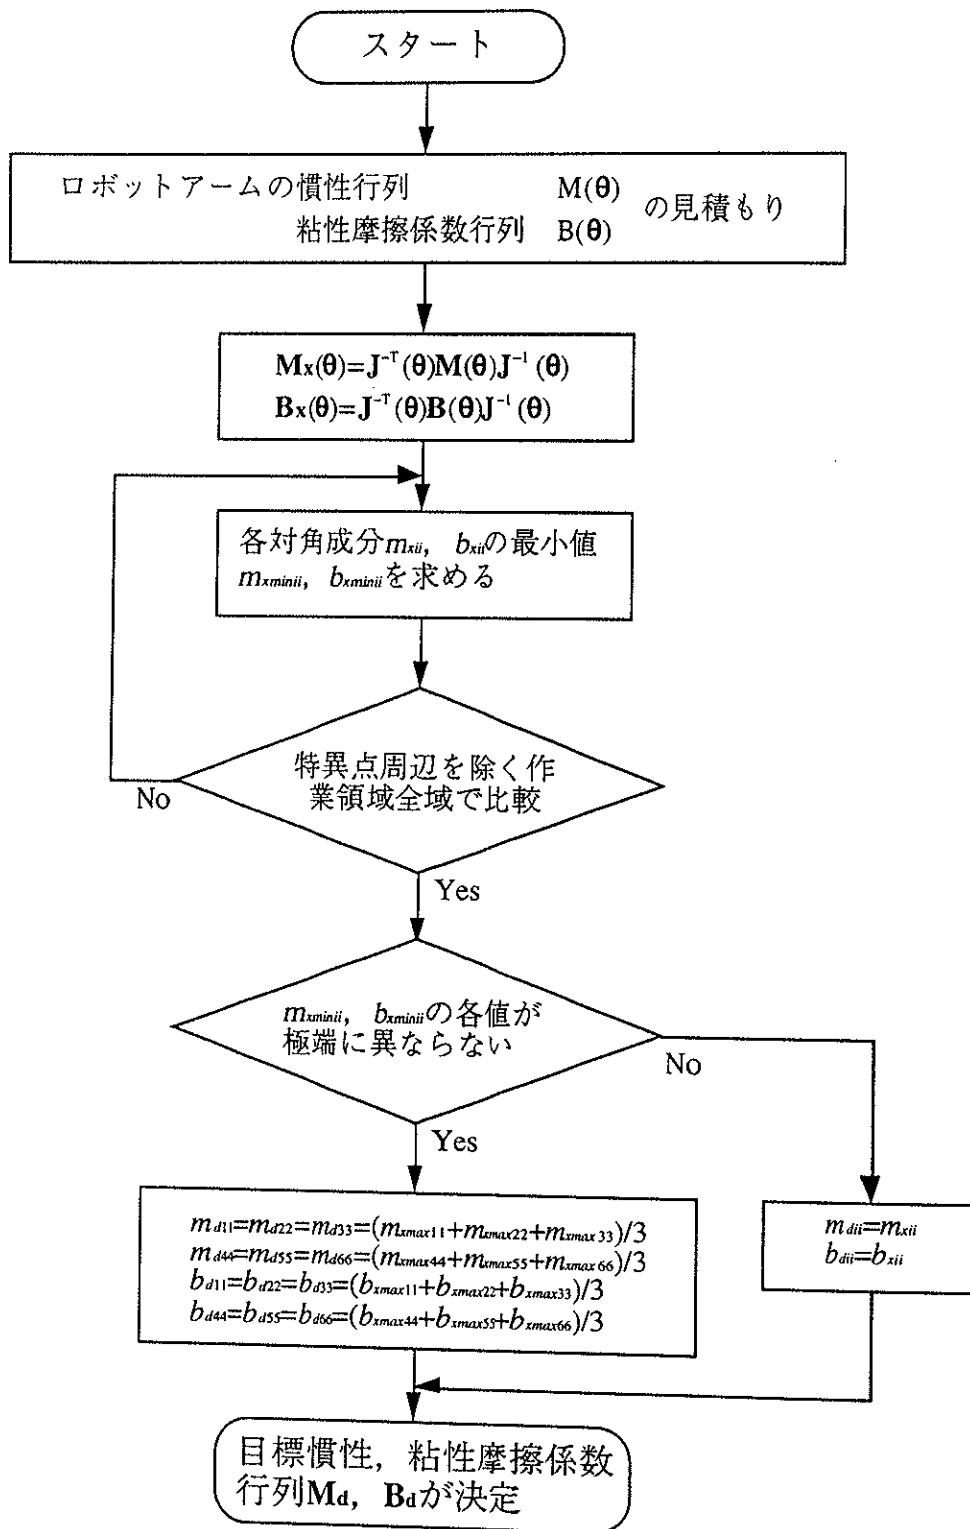 スタート
ロボットアームの慣性行列 M(θ)
粘性摩擦係数行列 B(θ)
の見積もり
Mx(θ)=J⁻ᵀ(θ)M(θ)J⁻¹(θ)
Bx(θ)=J⁻ᵀ(θ)B(θ)J⁻¹(θ)
各対角成分mxii, bxiiの最小値
mxminii, bxminiiを求める
特異点周辺を除く作
業領域全域で比較
No
Yes
mxminii, bxminiiの各値が
極端に異ならない
No
Yes
md11=md22=md33=(mxmax11+mxmax22+mxmax33)/3
md44=md55=md66=(mxmax44+mxmax55+mxmax66)/3
bd11=bd22=bd33=(bxmax11+bxmax22+bxmax33)/3
bd44=bd55=bd66=(bxmax44+bxmax55+bxmax66)/3
mdii=mxii
bdii=bxii
目標慣性, 粘性摩擦係数
行列Md, Bdが決定